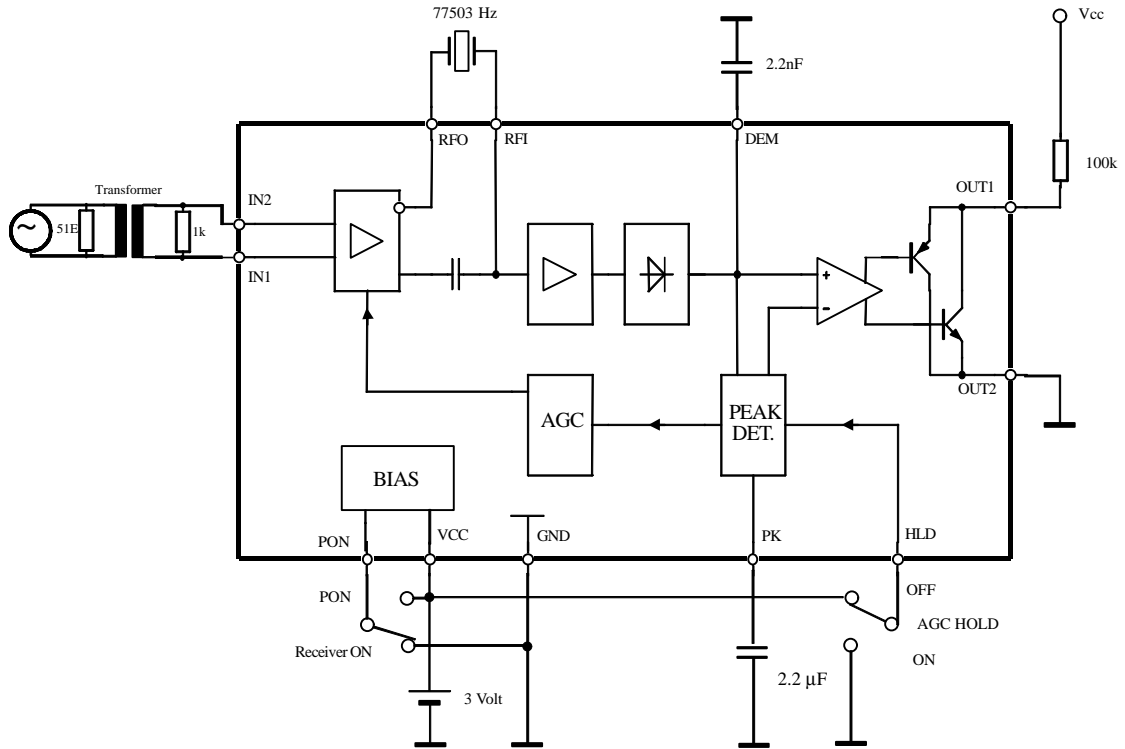 77503 Hz
Vcc
2.2nF
RFO
RFI
DEM
100k
Transformer
IN2
OUT1
51E
1k
~
IN1
+
-
OUT2
AGC
PEAK
DET.
BIAS
PON
VCC
GND
PK
HLD
PON
OFF
AGC HOLD
Receiver ON
ON
3 Volt
2.2 µF